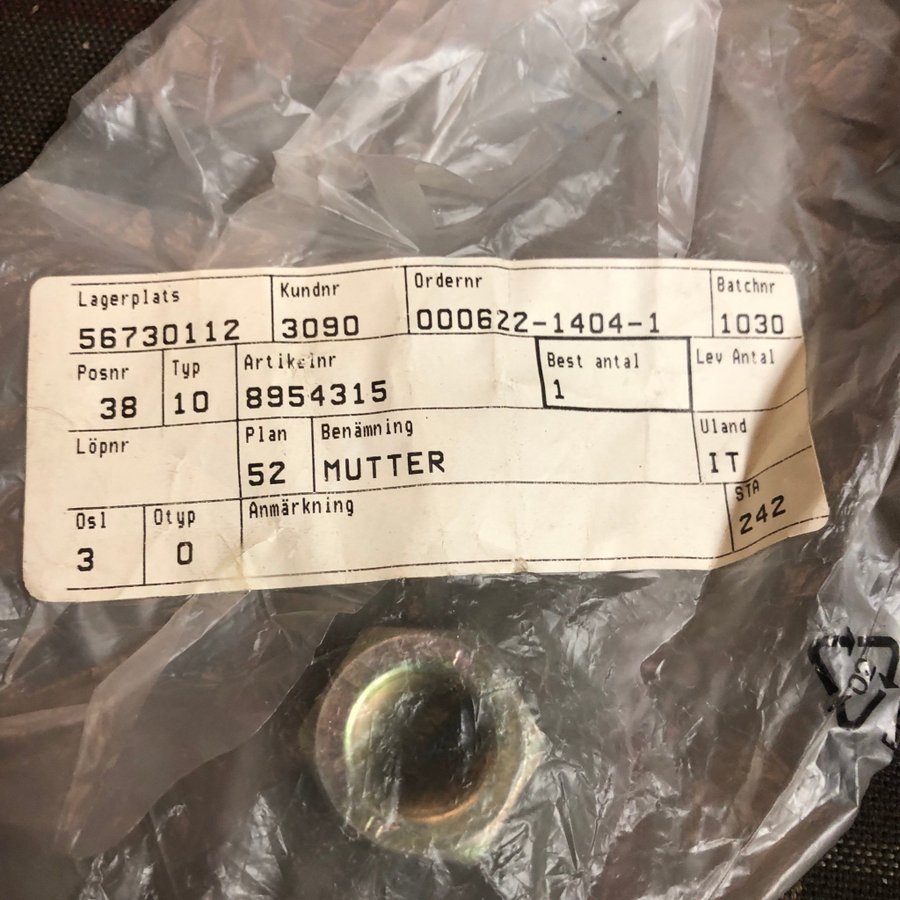 Lagerplats Kundnr Ordernr Batchnr
56730112 3090 000622-1404-1 1030
Posnr Typ Artikelnr Best antal Lev Antal
38 10 8954315 1
Löpnr Plan Benämning Uland
52 MUTTER IT
Osl Otyp Anmärkning STA
3 0 242
02